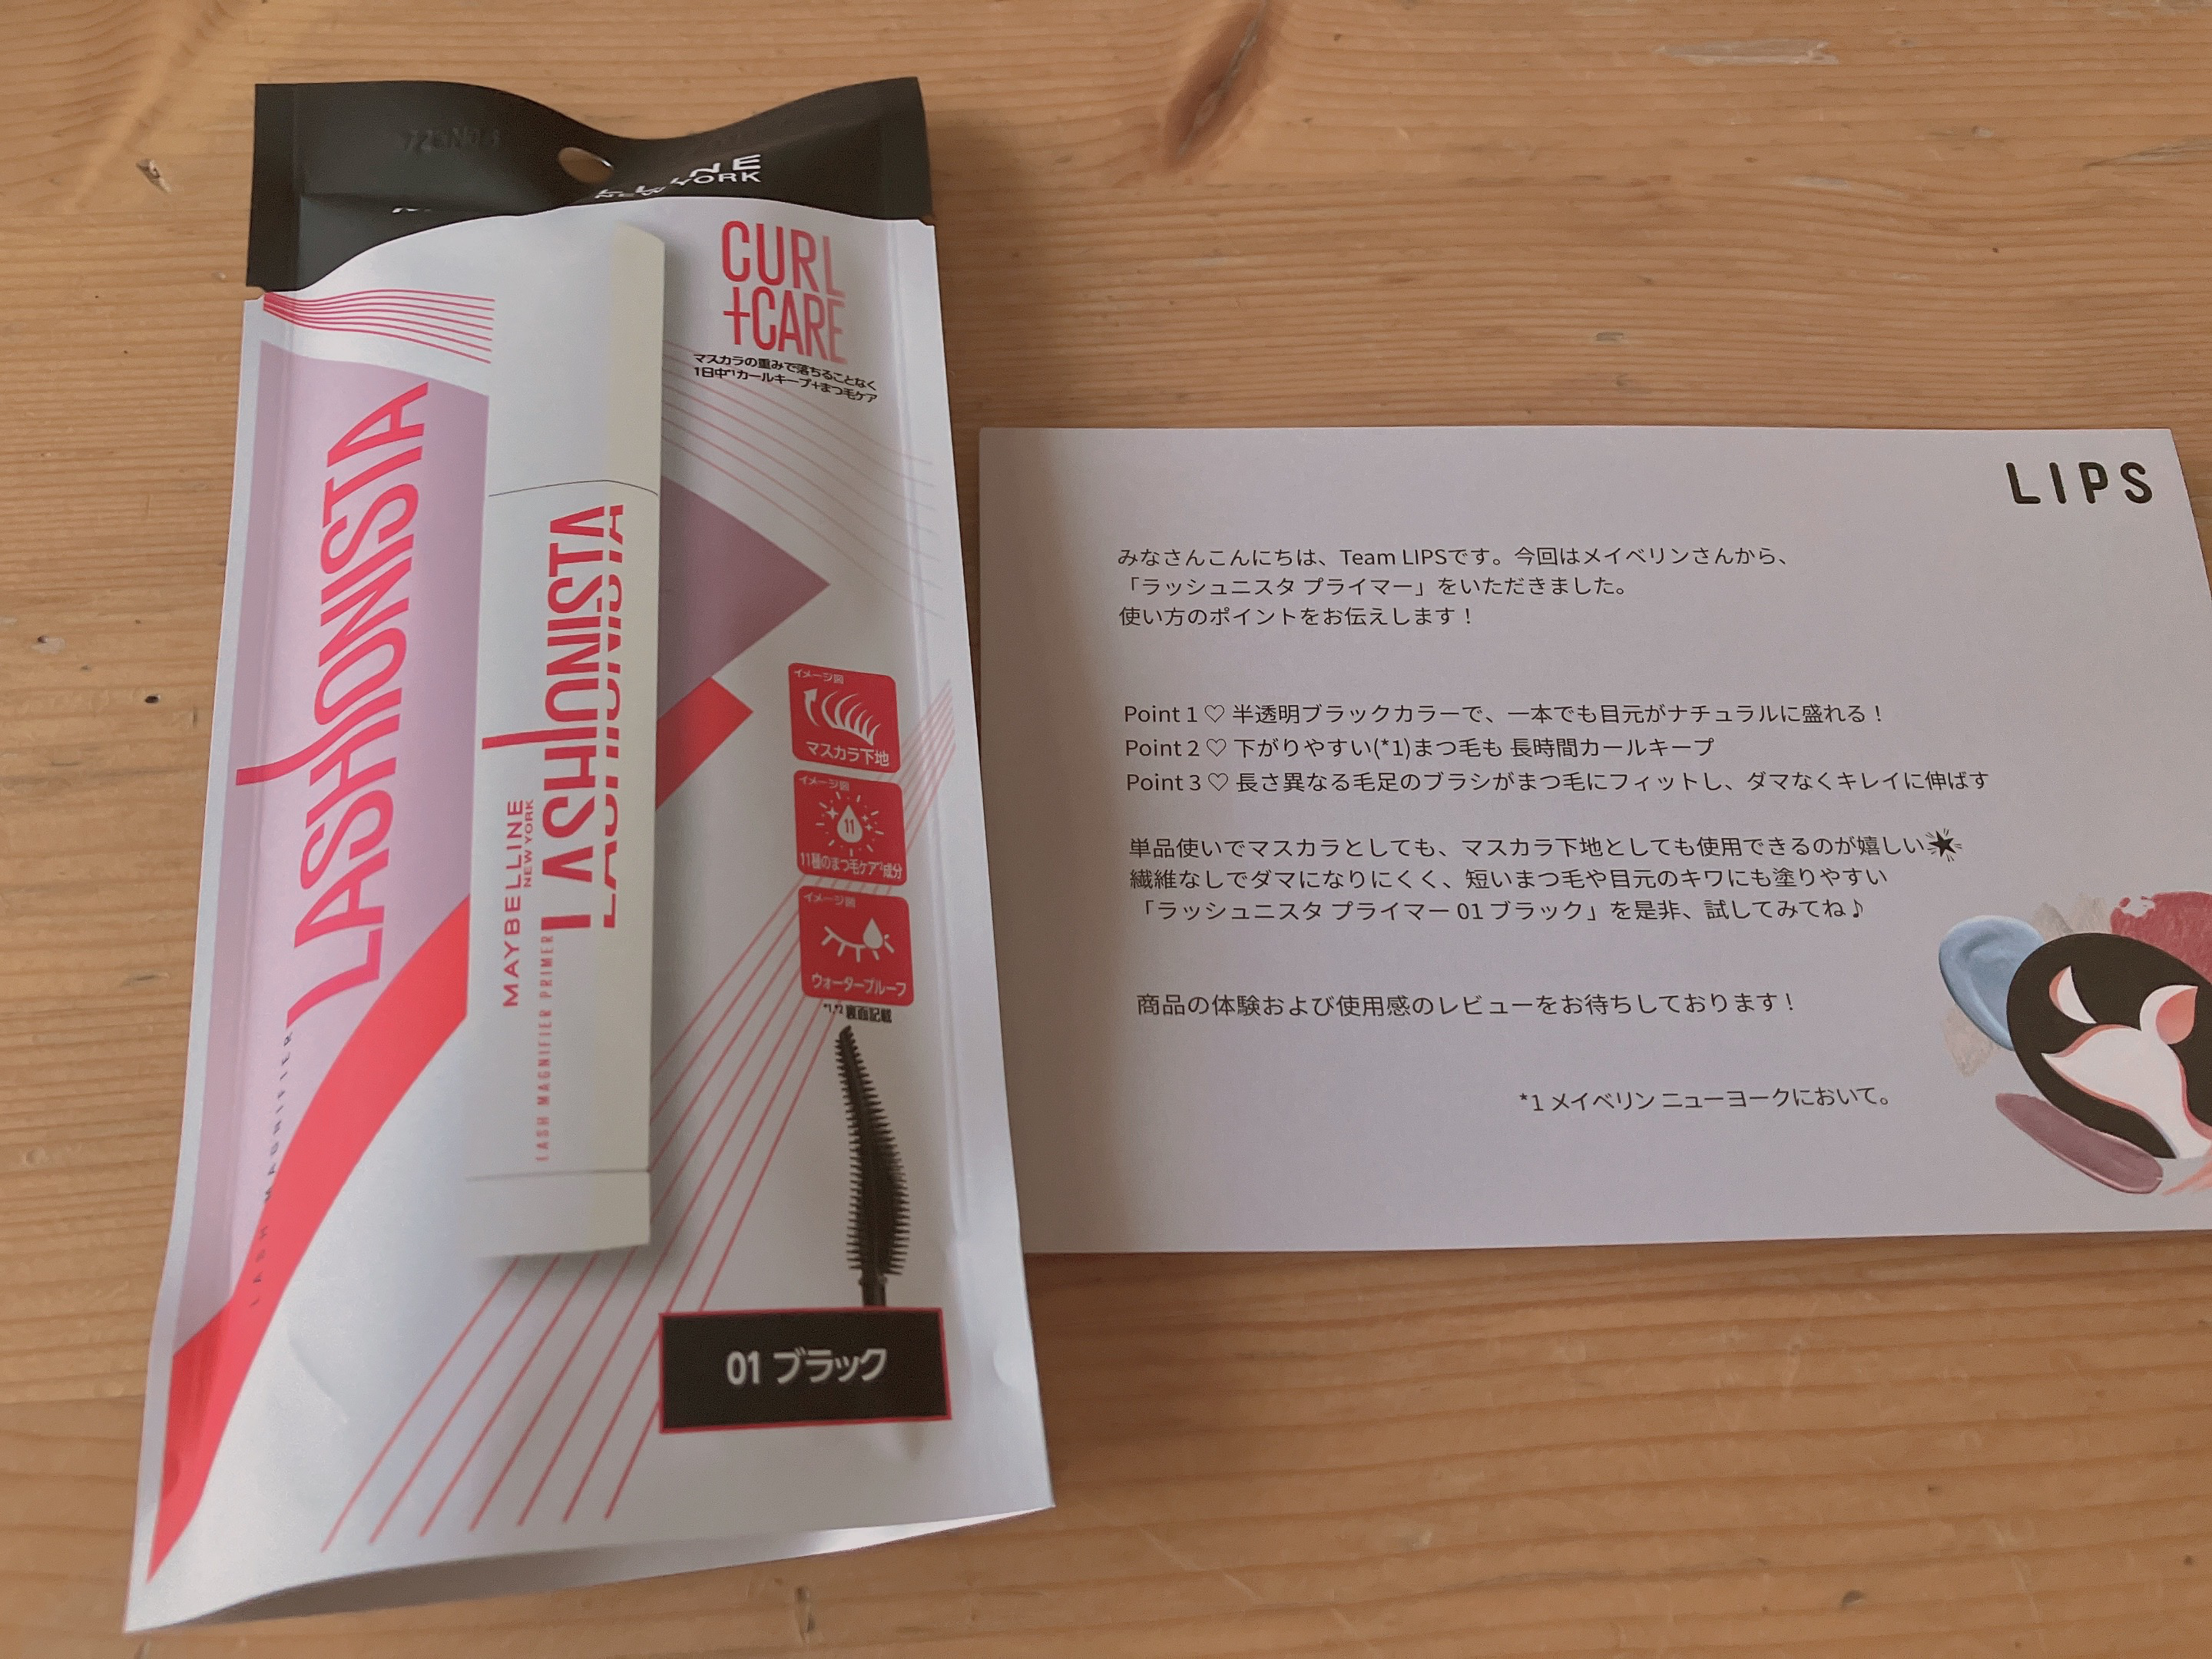 NEW YORK
CURL
+CARE
マスカラの重みで落ちることなく
1日中*¹カールキープ+まつ毛ケア
LASHIONISTA
LASH MAGNIFIER
MAYBELLINE
NEW YORK
LASHIONISTA
LASH MAGNIFIER PRIMER
イメージ図
マスカラ下地
イメージ図
11
11種のまつ毛ケア*²成分
イメージ図
ウォータープルーフ
*1,*2 裏面記載
01 ブラック
LIPS
みなさんこんにちは、Team LIPSです。今回はメイベリンさんから、
「ラッシュニスタ プライマー」をいただきました。
使い方のポイントをお伝えします！
Point 1 ♡ 半透明ブラックカラーで、一本でも目元がナチュラルに盛れる！
Point 2 ♡ 下がりやすい(*1)まつ毛も 長時間カールキープ
Point 3 ♡ 長さ異なる毛足のブラシがまつ毛にフィットし、ダマなくキレイに伸ばす
単品使いでマスカラとしても、マスカラ下地としても使用できるのが嬉しい
繊維なしでダマになりにくく、短いまつ毛や目元のキワにも塗りやすい
「ラッシュニスタ プライマー 01 ブラック」を是非、試してみてね♪
商品の体験および使用感のレビューをお待ちしております！
*1 メイベリン ニューヨークにおいて。